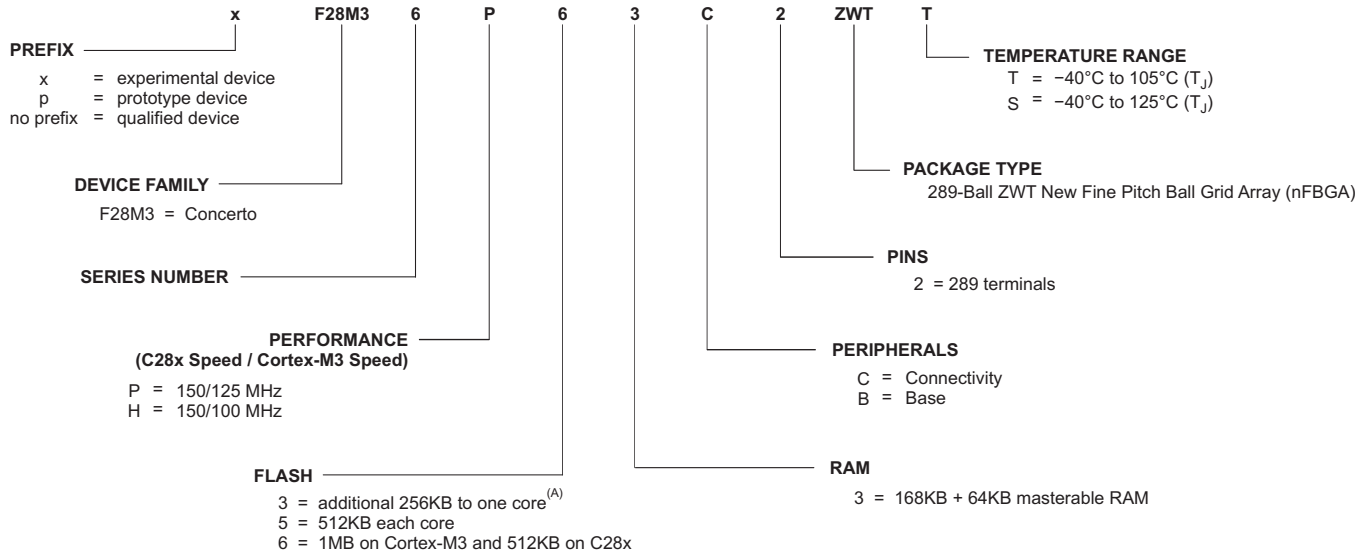 x F28M3 6 P 6 3 C 2 ZWT T
PREFIX
x = experimental device
p = prototype device
no prefix = qualified device
TEMPERATURE RANGE
T = −40°C to 105°C (TJ)
S = −40°C to 125°C (TJ)
DEVICE FAMILY
F28M3 = Concerto
PACKAGE TYPE
289-Ball ZWT New Fine Pitch Ball Grid Array (nFBGA)
SERIES NUMBER
PINS
2 = 289 terminals
PERFORMANCE
(C28x Speed / Cortex-M3 Speed)
P = 150/125 MHz
H = 150/100 MHz
PERIPHERALS
C = Connectivity
B = Base
FLASH
3 = additional 256KB to one core(A)
5 = 512KB each core
6 = 1MB on Cortex-M3 and 512KB on C28x
RAM
3 = 168KB + 64KB masterable RAM